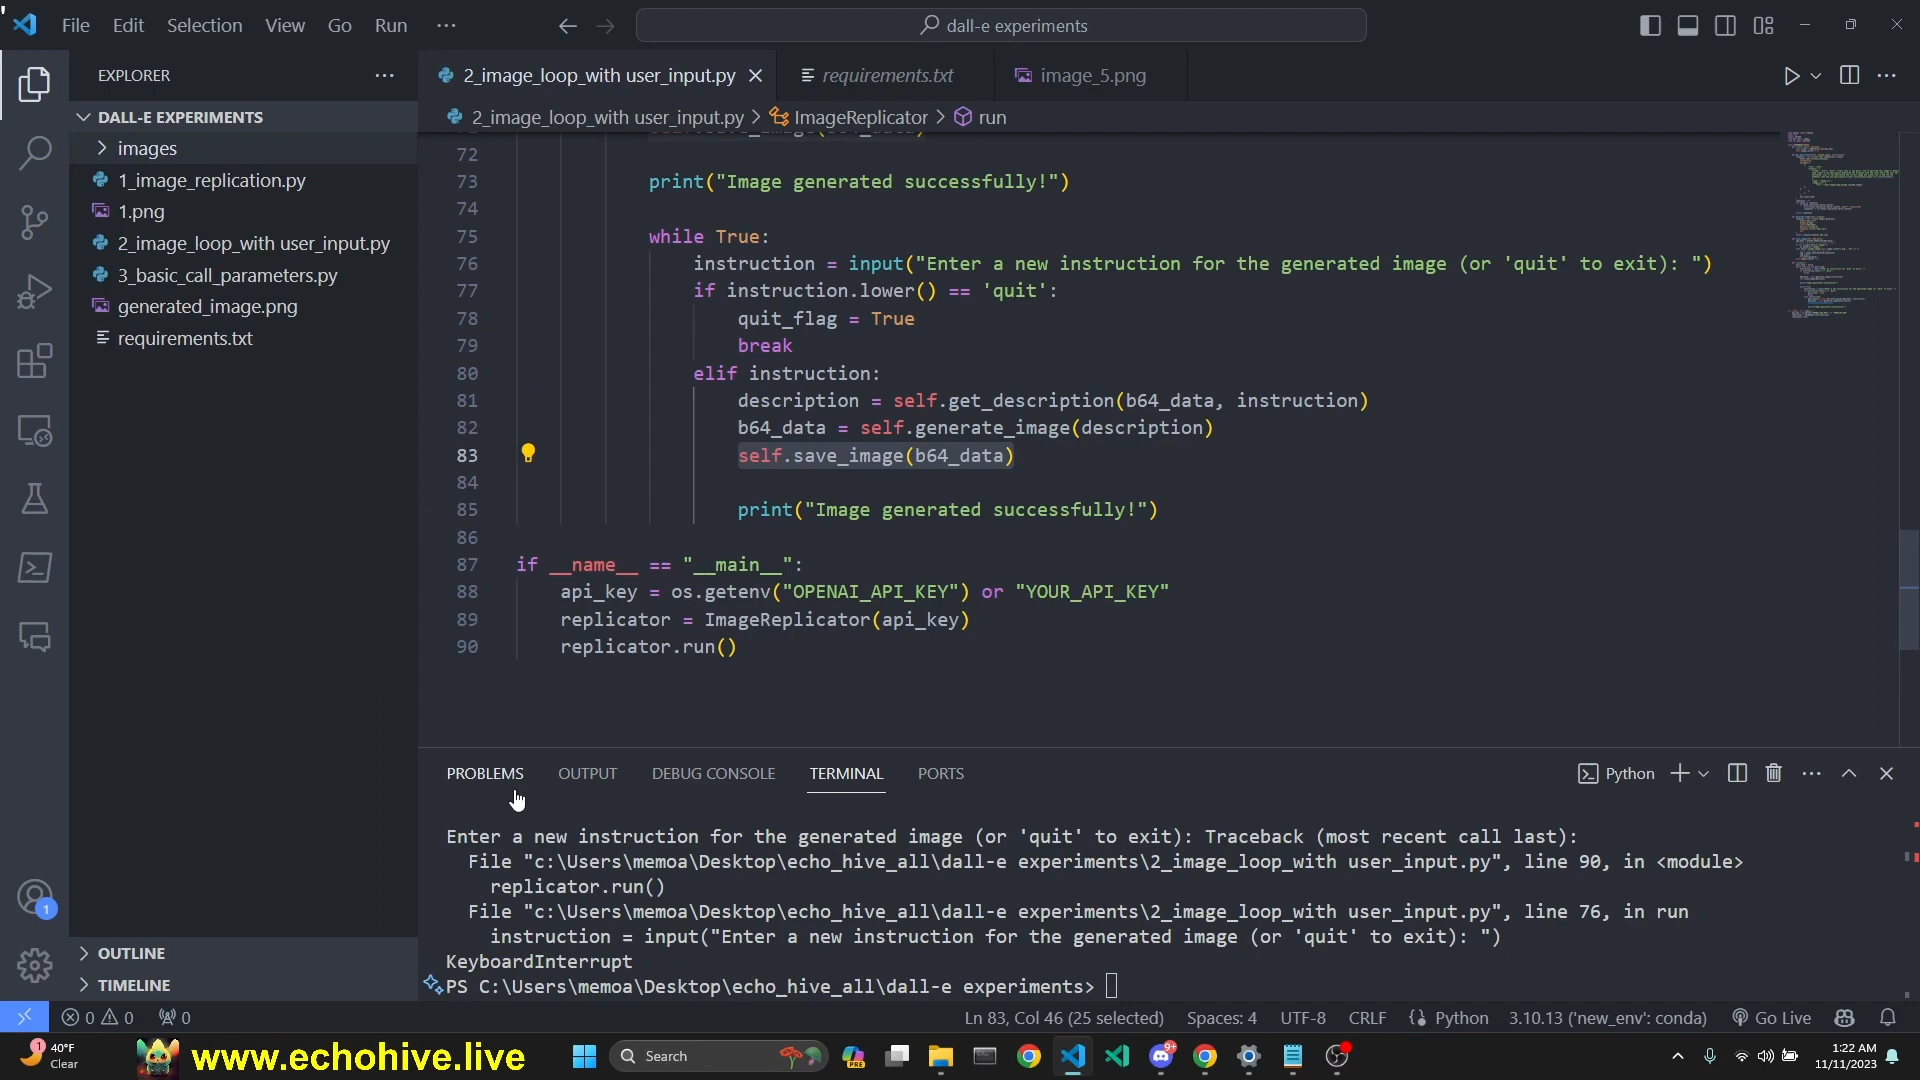 File Edit Selection View Go Run ···
dall-e experiments
EXPLORER ···
2_image_loop_with user_input.py
requirements.txt
image_5.png
DALL-E EXPERIMENTS
2_image_loop_with user_input.py > ImageReplicator > run
images
1_image_replication.py
1.png
2_image_loop_with user_input.py
3_basic_call_parameters.py
generated_image.png
requirements.txt
72
73 print("Image generated successfully!")
74
75 while True:
76 instruction = input("Enter a new instruction for the generated image (or 'quit' to exit): ")
77 if instruction.lower() == 'quit':
78 quit_flag = True
79 break
80 elif instruction:
81 description = self.get_description(b64_data, instruction)
82 b64_data = self.generate_image(description)
83 self.save_image(b64_data)
84
85 print("Image generated successfully!")
86
87 if __name__ == "__main__":
88 api_key = os.getenv("OPENAI_API_KEY") or "YOUR_API_KEY"
89 replicator = ImageReplicator(api_key)
90 replicator.run()
PROBLEMS OUTPUT DEBUG CONSOLE TERMINAL PORTS
Python
Enter a new instruction for the generated image (or 'quit' to exit): Traceback (most recent call last):
File "c:\Users\memoa\Desktop\echo_hive_all\dall-e experiments\2_image_loop_with user_input.py", line 90, in <module>
replicator.run()
File "c:\Users\memoa\Desktop\echo_hive_all\dall-e experiments\2_image_loop_with user_input.py", line 76, in run
instruction = input("Enter a new instruction for the generated image (or 'quit' to exit): ")
KeyboardInterrupt
PS C:\Users\memoa\Desktop\echo_hive_all\dall-e experiments>
OUTLINE
TIMELINE
1
0 0 0
Ln 83, Col 46 (25 selected) Spaces: 4 UTF-8 CRLF Python 3.10.13 ('new_env': conda) Go Live
1
40°F
Clear
www.echohive.live
Search
PRE
9+
1:22 AM
11/11/2023